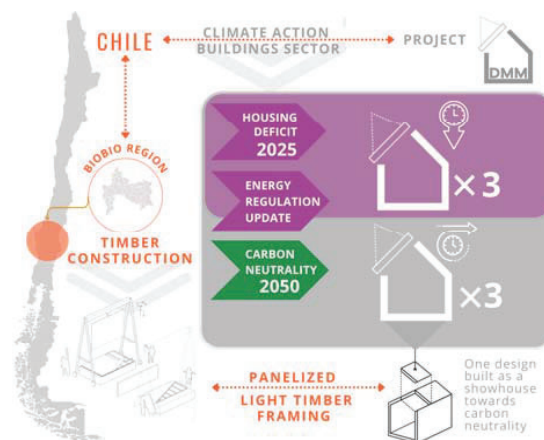 CHILE
CLIMATE ACTION
BUILDINGS SECTOR
PROJECT
DMM
HOUSING
DEFICIT
2025
ENERGY
REGULATION
UPDATE
×3
BIOBIO REGION
TIMBER
CONSTRUCTION
CARBON
NEUTRALITY
2050
×3
PANELIZED
LIGHT TIMBER
FRAMING
One design
built as a
showhouse
towards
carbon
neutrality